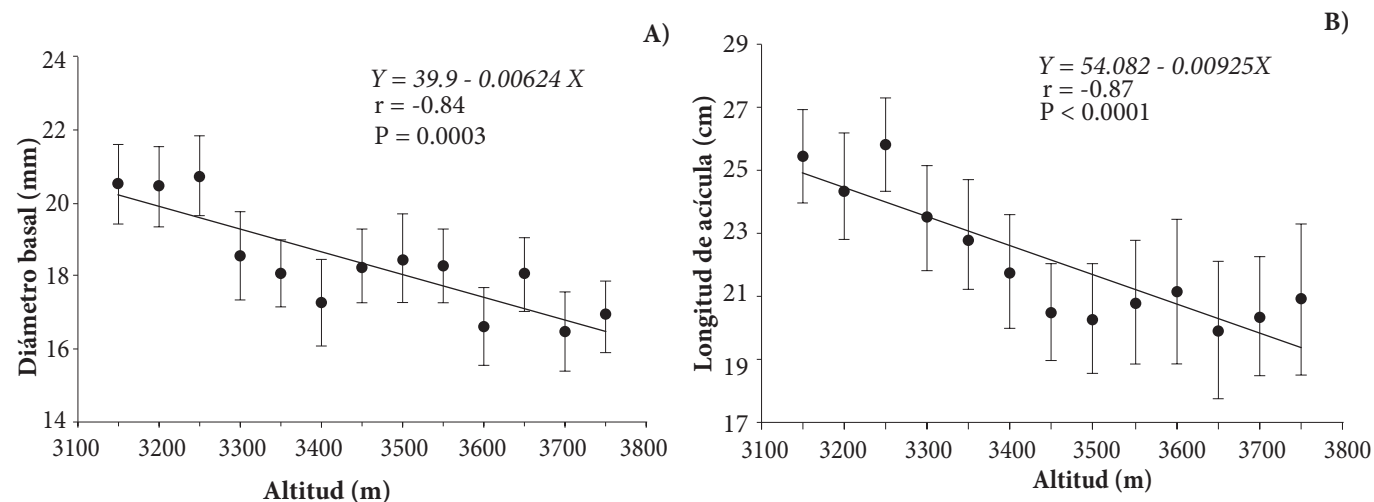 A)
Y = 39.9 - 0.00624 X
r = -0.84
P = 0.0003
Diámetro basal (mm)
24
22
20
18
16
14
3100 3200 3300 3400 3500 3600 3700 3800
Altitud (m)
B)
Y = 54.082 - 0.00925X
r = -0.87
P < 0.0001
Longitud de acícula (cm)
29
27
25
23
21
19
17
3100 3200 3300 3400 3500 3600 3700 3800
Altitud (m)